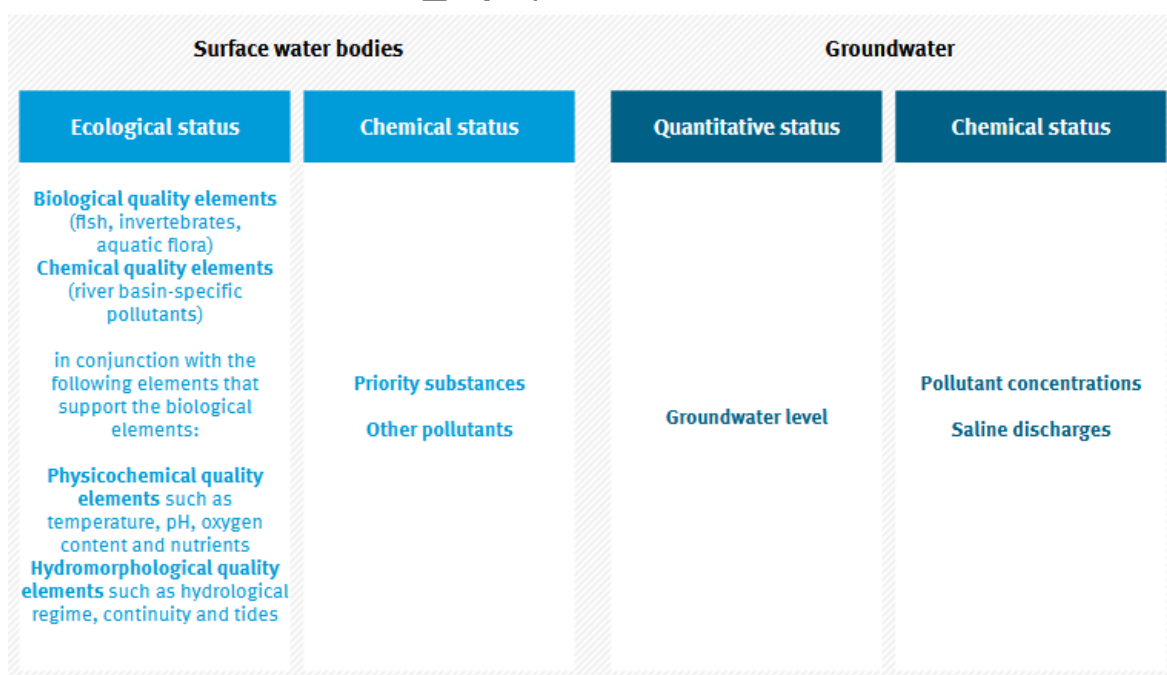 Surface water bodies
Groundwater
Ecological status
Chemical status
Quantitative status
Chemical status
Biological quality elements
(fish, invertebrates,
aquatic flora)
Chemical quality elements
(river basin-specific
pollutants)
in conjunction with the
following elements that
support the biological
elements:
Physicochemical quality
elements such as
temperature, pH, oxygen
content and nutrients
Hydromorphological quality
elements such as hydrological
regime, continuity and tides
Priority substances
Other pollutants
Groundwater level
Pollutant concentrations
Saline discharges